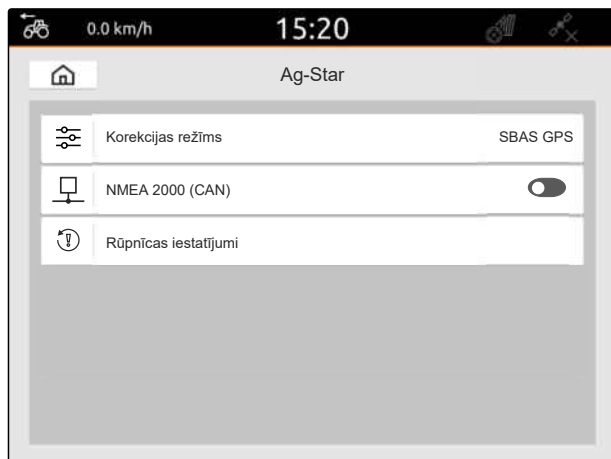 0.0 km/h
15:20
Ag-Star
Korekcijas režīms
SBAS GPS
NMEA 2000 (CAN)
Rūpnīcas iestatījumi